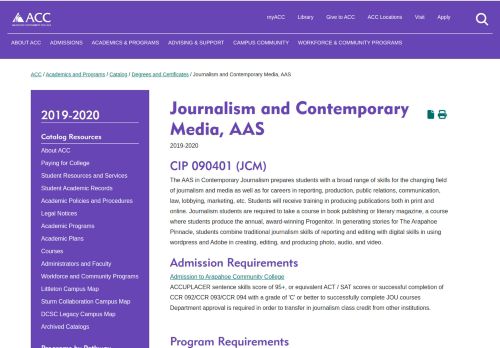 myACC Library Give to ACC ACC Locations Visit Apply
ACC
ABOUT ACC ADMISSIONS ACADEMICS & PROGRAMS ADVISING & SUPPORT CAMPUS COMMUNITY WORKFORCE & COMMUNITY PROGRAMS
ACC / Academics and Programs / Catalog / Degrees and Certificates / Journalism and Contemporary Media, AAS
2019-2020
Catalog Resources
About ACC
Paying for College
Student Resources and Services
Student Academic Records
Academic Policies and Procedures
Legal Notices
Academic Programs
Academic Plans
Courses
Administrators and Faculty
Workforce and Community Programs
Littleton Campus Map
Sturm Collaboration Campus Map
DCSC Legacy Campus Map
Archived Catalogs
Programs by Pathway
Journalism and Contemporary
Media, AAS
2019-2020
CIP 090401 (JCM)
The AAS in Contemporary Journalism prepares students with a broad range of skills for the changing field
of journalism and media as well as for careers in reporting, production, public relations, communication,
law, lobbying, marketing, etc. Students will receive training in producing publications both in print and
online. Journalism students are required to take a course in book publishing or literary magazine, a course
where students produce the annual, award-winning Progenitor. In generating stories for The Arapahoe
Pinnacle, students combine traditional journalism skills of reporting and editing with digital skills in using
wordpress and Adobe in creating, editing, and producing photo, audio, and video.
Admission Requirements
Admission to Arapahoe Community College
ACCUPLACER sentence skills score of 95+, or equivalent ACT / SAT scores or successful completion of
CCR 092/CCR 093/CCR 094 with a grade of 'C' or better to successfully complete JOU courses
Department approval is required in order to transfer in journalism class credit from other institutions.
Program Requirements